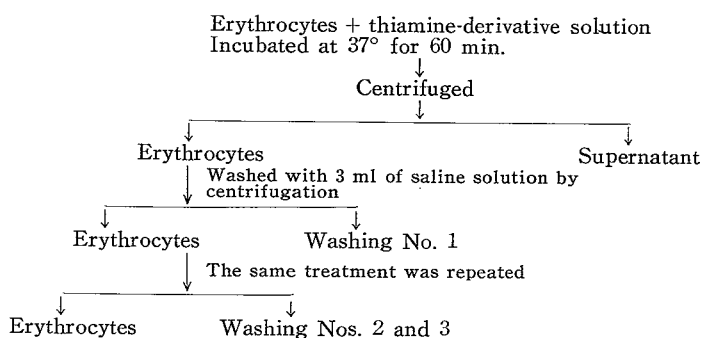 Erythrocytes + thiamine-derivative solution
Incubated at 37° for 60 min.
Centrifuged
Erythrocytes
Supernatant
Washed with 3 ml of saline solution by
centrifugation
Erythrocytes
Washing No. 1
The same treatment was repeated
Erythrocytes
Washing Nos. 2 and 3